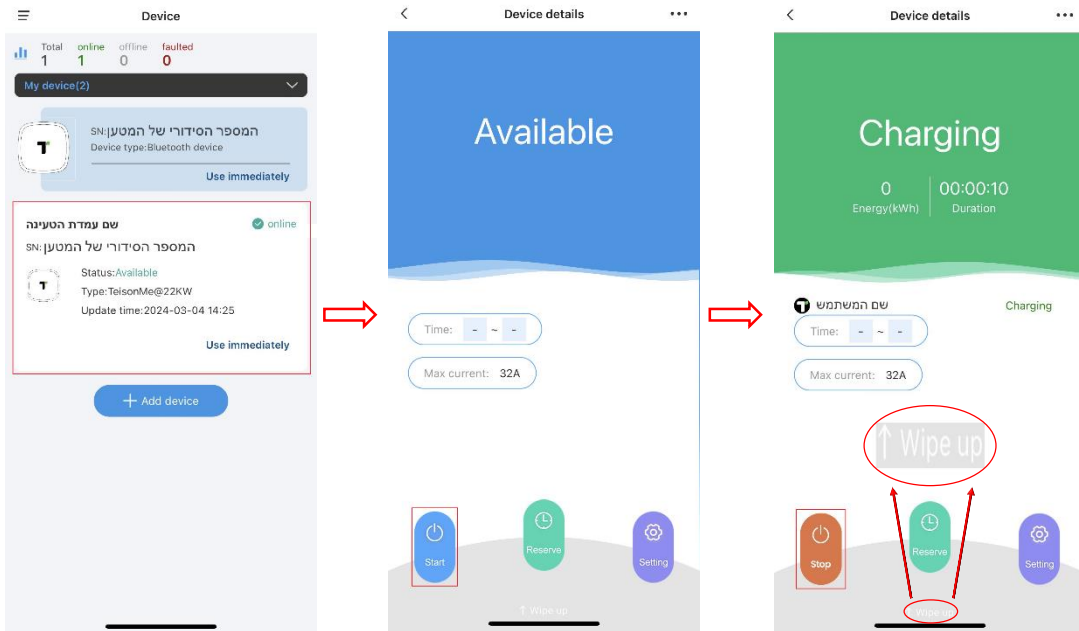 Device
Total online offline faulted
1 1 0 0
My device(2)
SN:המספר הסידורי של המטען
Device type:Bluetooth device
Use immediately
שם עמדת הטעינה
online
SN:המספר הסידורי של המטען
Status:Available
Type:TeisonMe@22KW
Update time:2024-03-04 14:25
Use immediately
+ Add device
Device details
Available
Time: - ~ -
Max current: 32A
Start
Reserve
Setting
↑ Wipe up
Device details
Charging
0 00:00:10
Energy(kWh) Duration
שם המשתמש
Charging
Time: - ~ -
Max current: 32A
↑ Wipe up
Stop
Reserve
Setting
↑ Wipe up